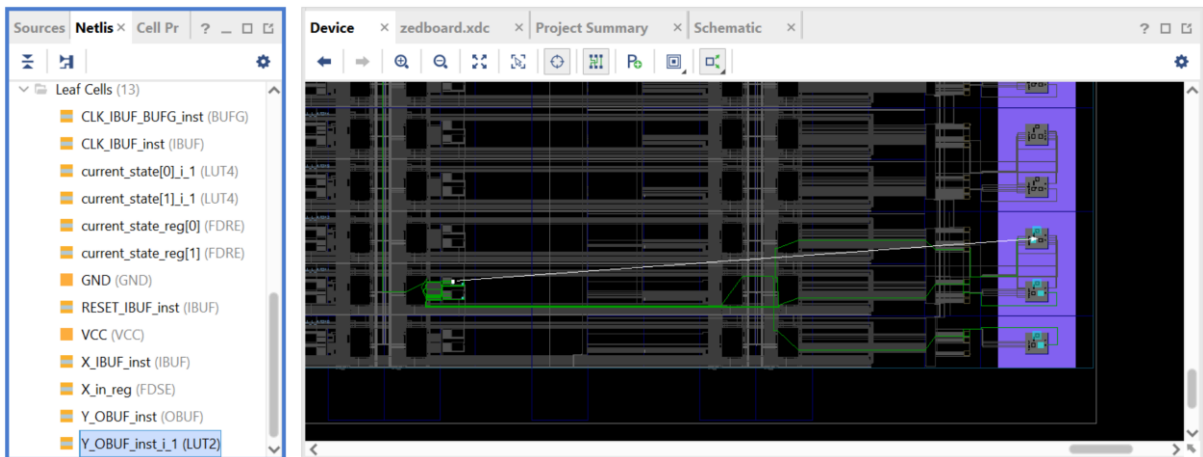 Sources Netlis × Cell Pr ?
Leaf Cells (13)
CLK_IBUF_BUFG_inst (BUFG)
CLK_IBUF_inst (IBUF)
current_state[0]_i_1 (LUT4)
current_state[1]_i_1 (LUT4)
current_state_reg[0] (FDRE)
current_state_reg[1] (FDRE)
GND (GND)
RESET_IBUF_inst (IBUF)
VCC (VCC)
X_IBUF_inst (IBUF)
X_in_reg (FDSE)
Y_OBUF_inst (OBUF)
Y_OBUF_inst_i_1 (LUT2)
Device × zedboard.xdc × Project Summary × Schematic × ?